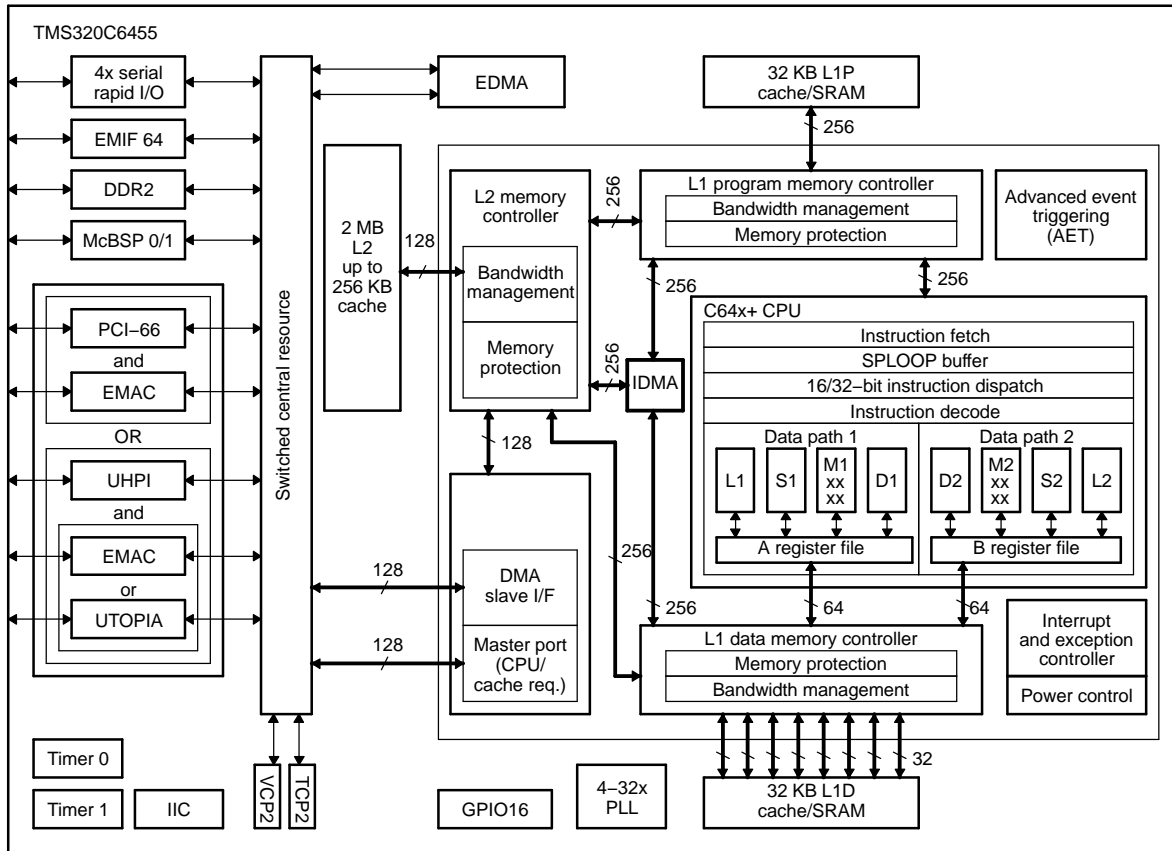 TMS320C6455
4x serial
rapid I/O
EMIF 64
DDR2
McBSP 0/1
PCI−66
and
EMAC
OR
UHPI
and
EMAC
or
UTOPIA
Timer 0
Timer 1
IIC
Switched central resource
VCP2
TCP2
EDMA
2 MB
L2
up to
256 KB
cache
128
L2 memory
controller
Bandwidth
management
Memory
protection
256
256
128
256
128
DMA
slave I/F
128
Master port
(CPU/
cache req.)
32 KB L1P
cache/SRAM
256
L1 program memory controller
Bandwidth management
Memory protection
256
256
IDMA
256
Advanced event
triggering
(AET)
C64x+ CPU
Instruction fetch
SPLOOP buffer
16/32−bit instruction dispatch
Instruction decode
Data path 1
L1
S1
M1
xx
xx
D1
A register file
Data path 2
D2
M2
xx
xx
S2
L2
B register file
64
64
L1 data memory controller
Memory protection
Bandwidth management
32
32 KB L1D
cache/SRAM
Interrupt
and exception
controller
Power control
GPIO16
4−32x
PLL